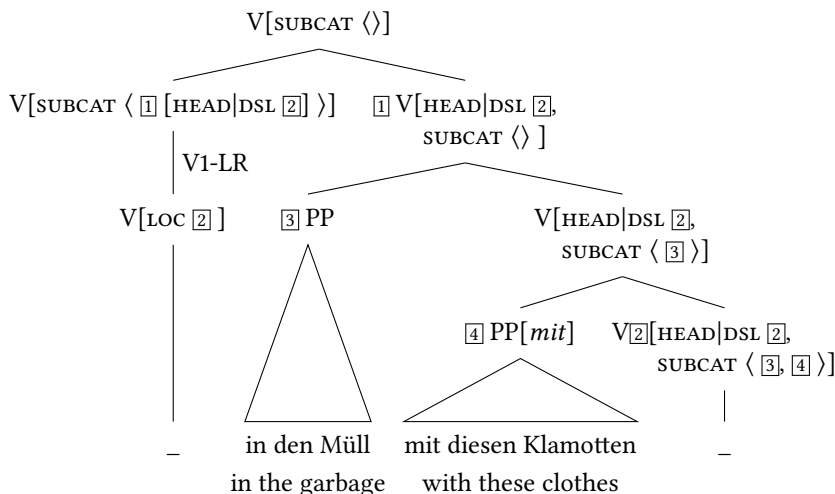 V[SUBCAT ⟨⟩]
V[SUBCAT ⟨ 1 [HEAD|DSL 2] ⟩] 1 V[HEAD|DSL 2,
SUBCAT ⟨⟩ ]
V1-LR
V[LOC 2 ] 3 PP V[HEAD|DSL 2,
SUBCAT ⟨ 3 ⟩]
4 PP[mit] V2[HEAD|DSL 2,
SUBCAT ⟨ 3, 4 ⟩]
_ in den Müll mit diesen Klamotten _
in the garbage with these clothes